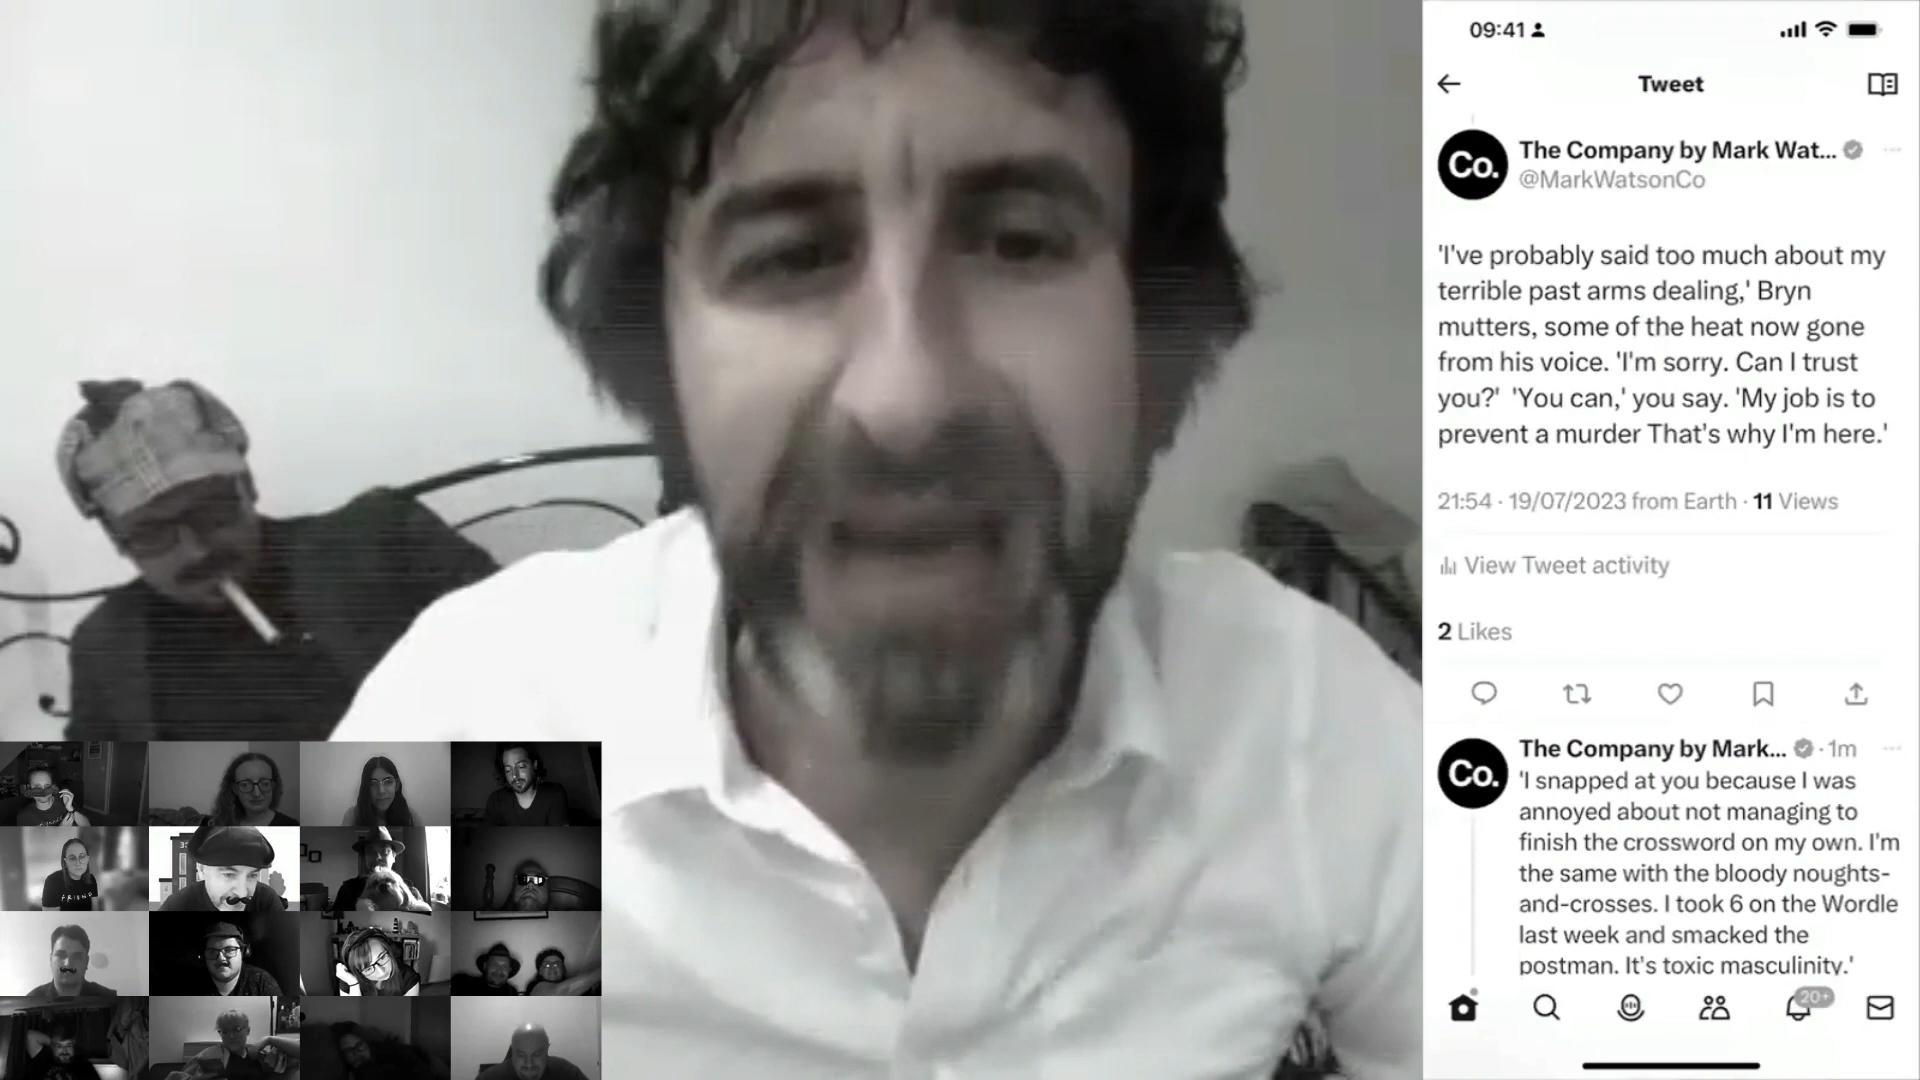 09:41
Tweet
Co.
The Company by Mark Wat...
@MarkWatsonCo
'I've probably said too much about my
terrible past arms dealing,' Bryn
mutters, some of the heat now gone
from his voice. 'I'm sorry. Can I trust
you?' 'You can,' you say. 'My job is to
prevent a murder That's why I'm here.'
21:54 · 19/07/2023 from Earth · 11 Views
View Tweet activity
2 Likes
Co.
The Company by Mark... · 1m
'I snapped at you because I was
annoyed about not managing to
finish the crossword on my own. I'm
the same with the bloody noughts-
and-crosses. I took 6 on the Wordle
last week and smacked the
postman. It's toxic masculinity.'
20+